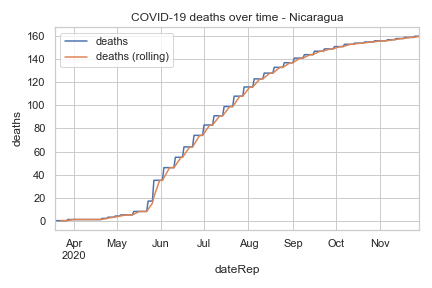 COVID-19 deaths over time - Nicaragua
deaths
deaths (rolling)
160
140
120
100
80
60
40
20
0
deaths
Apr May Jun Jul Aug Sep Oct Nov
2020
dateRep